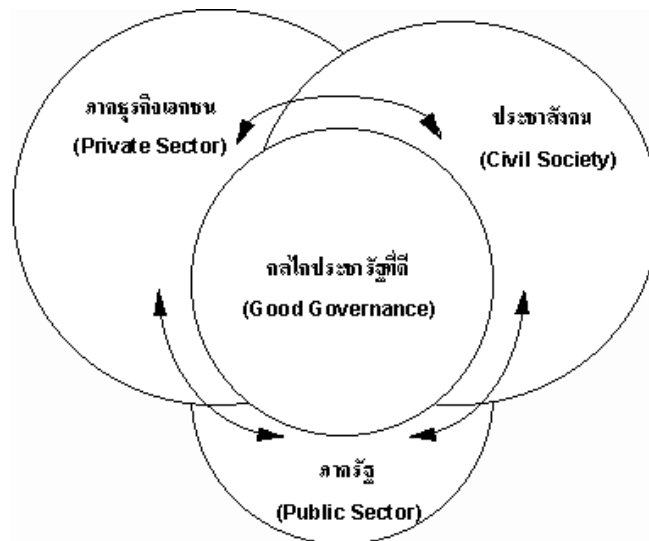 ภาคธุรกิจเอกชน
(Private Sector)
ประชาสังคม
(Civil Society)
กลไกประชารัฐที่ดี
(Good Governance)
ภาครัฐ
(Public Sector)